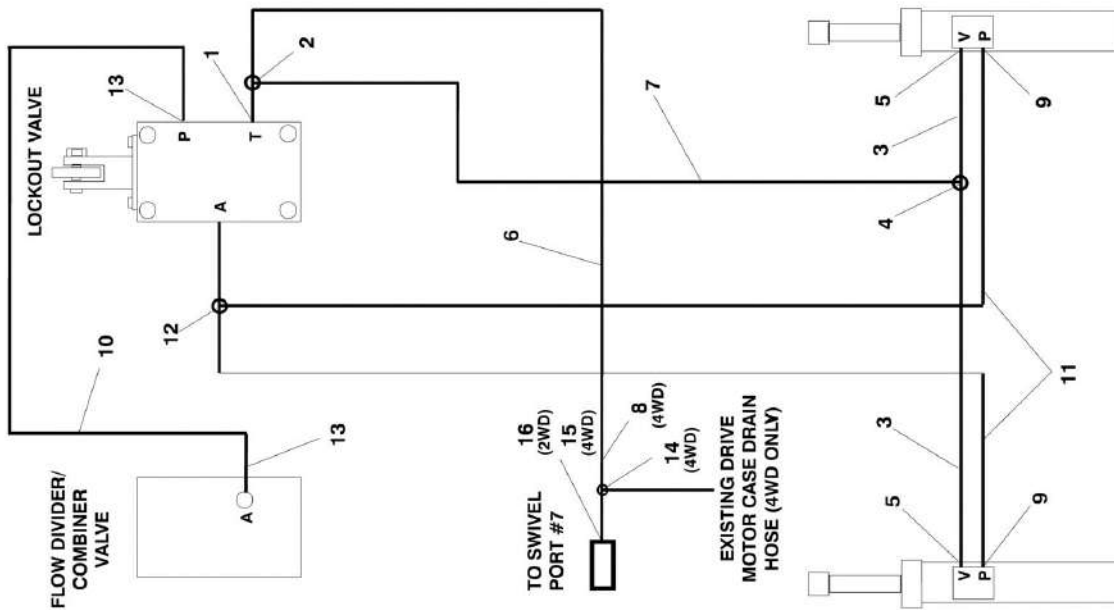 LOCKOUT VALVE
FLOW DIVIDER/
COMBINER
VALVE
10
13
12
1
P
A
T
A
2
13
6
TO SWIVEL
PORT #7
16
(2WD)
15
(4WD)
8
(4WD)
14
(4WD)
7
EXISTING DRIVE
MOTOR CASE DRAIN
HOSE (4WD ONLY)
5
3
4
3
5
V
P
V
P
9
11
9